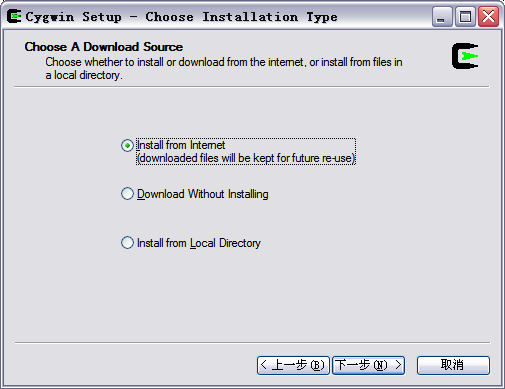 Cygwin Setup - Choose Installation Type
Choose A Download Source
Choose whether to install or download from the internet, or install from files in
a local directory.
Install from Internet
(downloaded files will be kept for future re-use)
Download Without Installing
Install from Local Directory
< 上一步(B)
下一步(N) >
取消